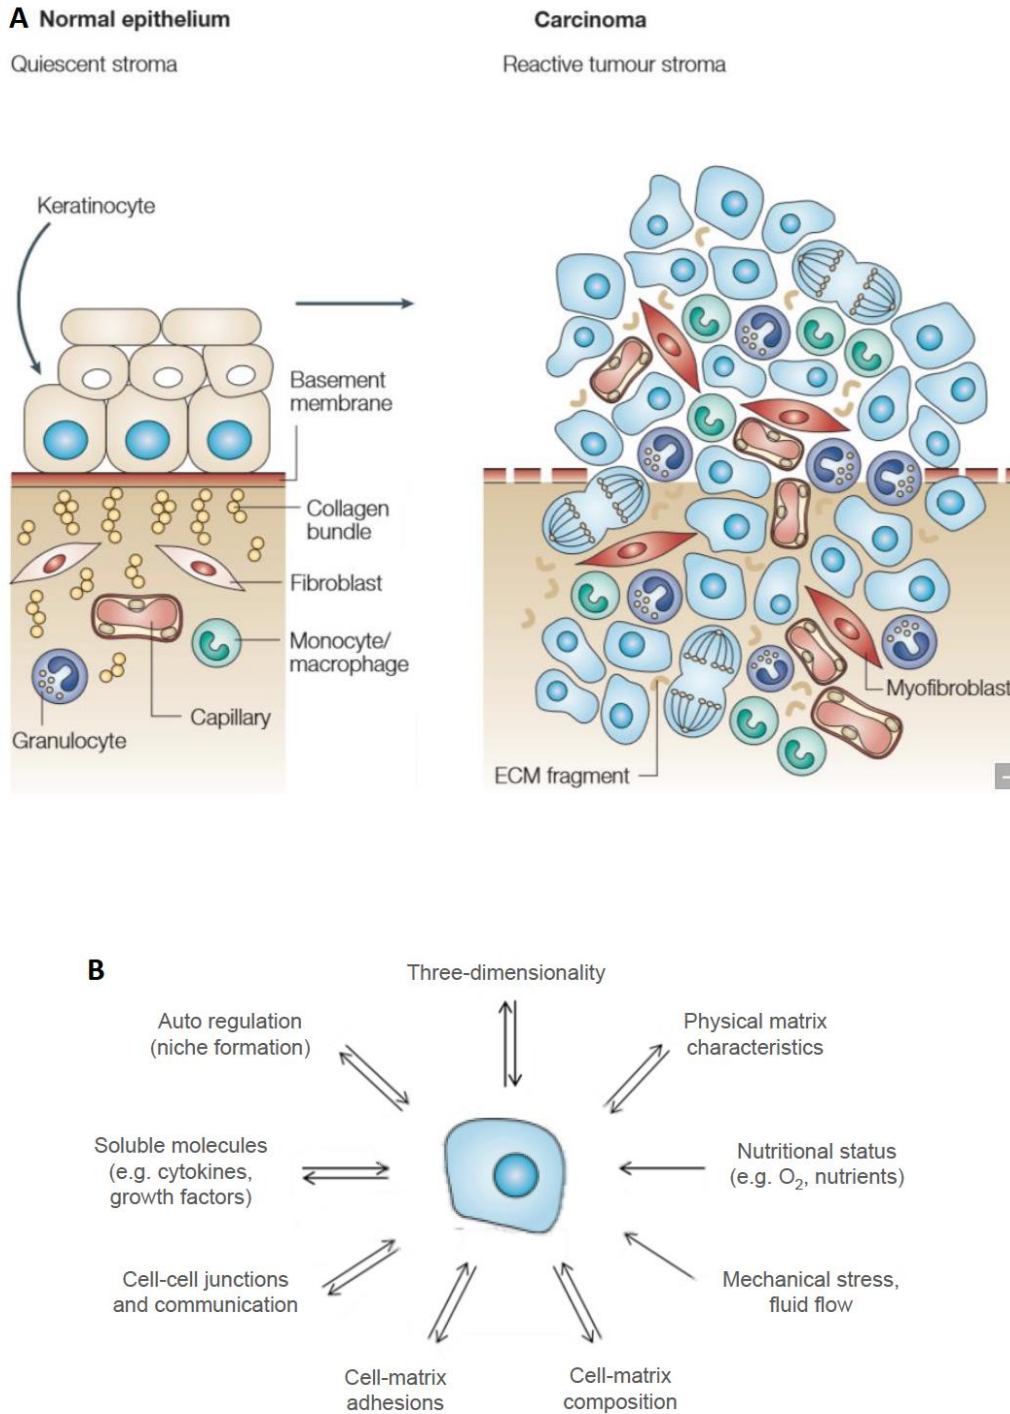 A Normal epithelium
Carcinoma
Quiescent stroma
Reactive tumour stroma
Keratinocyte
Basement
membrane
Collagen
bundle
Fibroblast
Monocyte/
macrophage
Capillary
Granulocyte
Myofibroblast
ECM fragment
B
Three-dimensionality
Auto regulation
(niche formation)
Physical matrix
characteristics
Soluble molecules
(e.g. cytokines,
growth factors)
Nutritional status
(e.g. O₂, nutrients)
Cell-cell junctions
and communication
Mechanical stress,
fluid flow
Cell-matrix
adhesions
Cell-matrix
composition